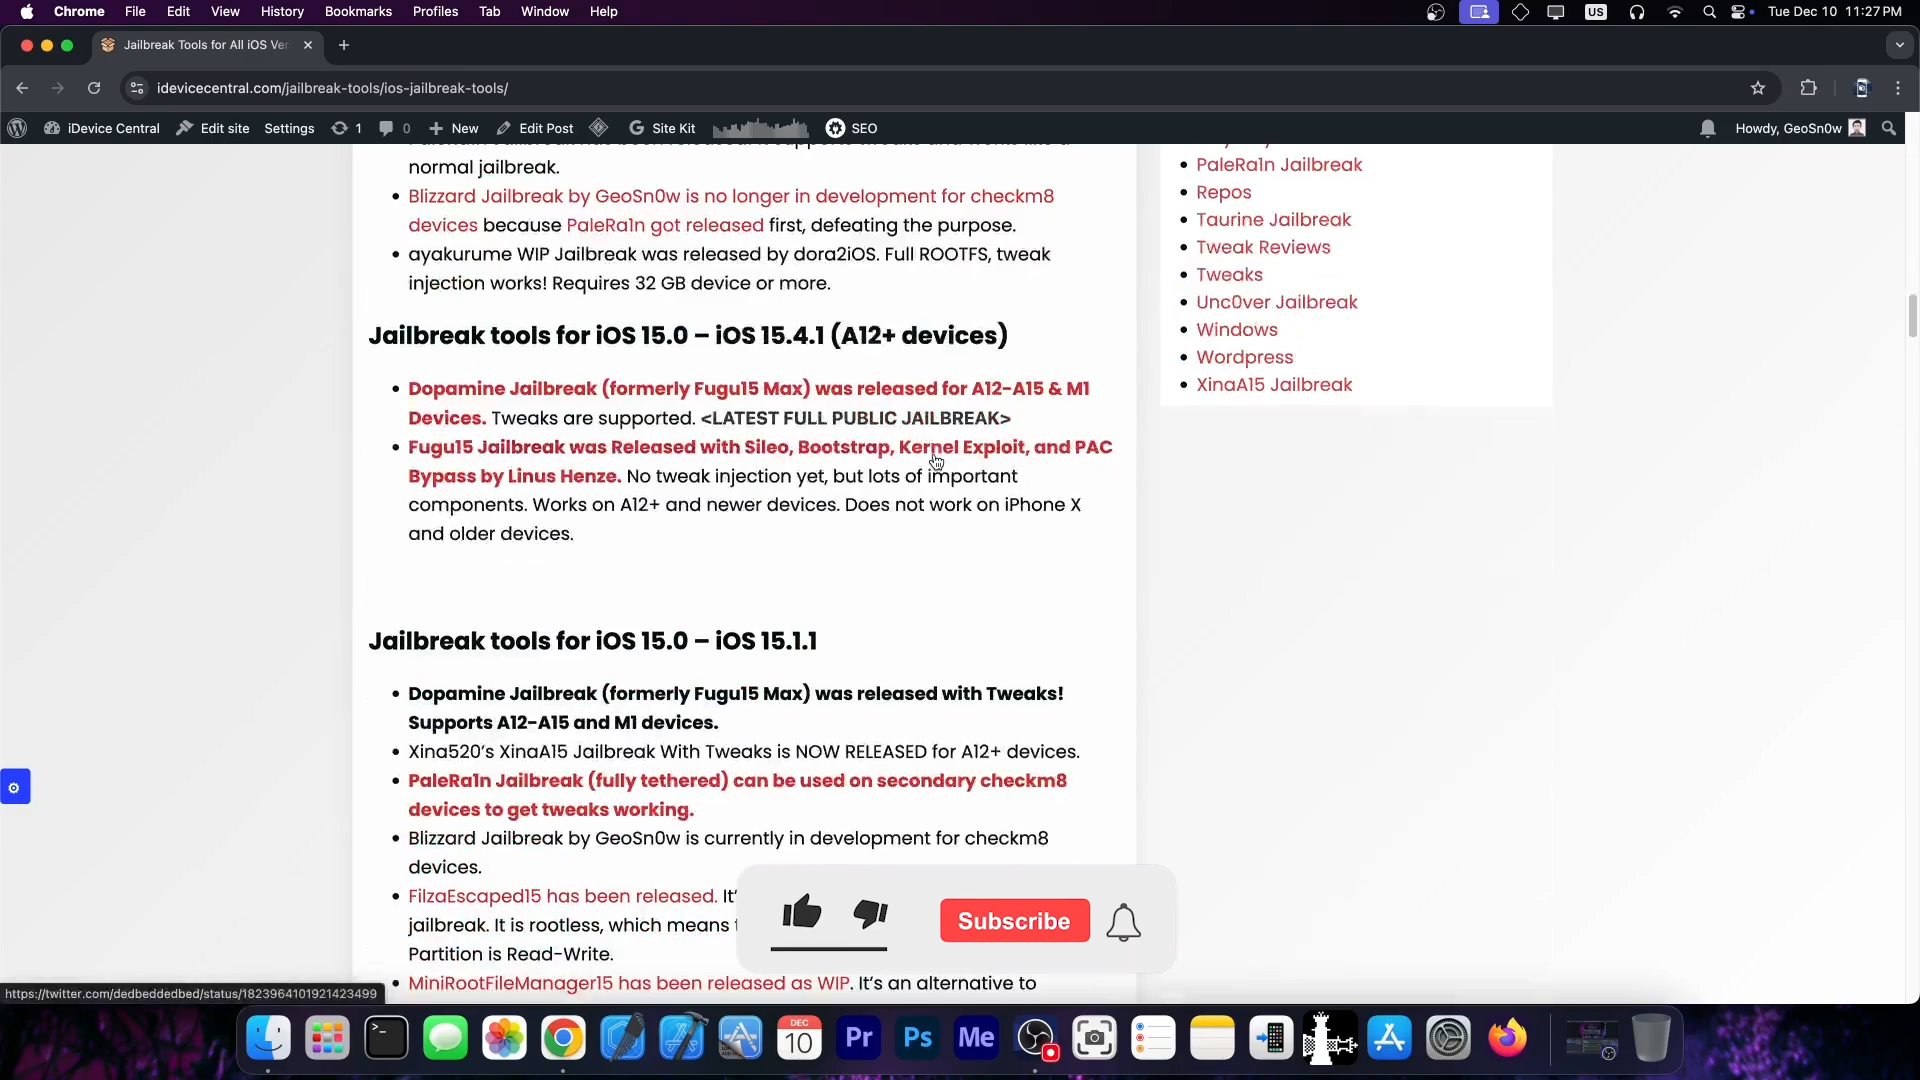 Chrome File Edit View History Bookmarks Profiles Tab Window Help
US
Tue Dec 10 11:27 PM
Jailbreak Tools for All iOS Ver
idevicecentral.com/jailbreak-tools/ios-jailbreak-tools/
iDevice Central Edit site Settings 1 0 New Edit Post Site Kit SEO
Howdy, GeoSn0w
normal jailbreak.
Blizzard Jailbreak by GeoSn0w is no longer in development for checkm8
devices because PaleRa1n got released first, defeating the purpose.
ayakurume WIP Jailbreak was released by dora2iOS. Full ROOTFS, tweak
injection works! Requires 32 GB device or more.
Jailbreak tools for iOS 15.0 – iOS 15.4.1 (A12+ devices)
Dopamine Jailbreak (formerly Fugu15 Max) was released for A12-A15 & M1
Devices. Tweaks are supported. <LATEST FULL PUBLIC JAILBREAK>
Fugu15 Jailbreak was Released with Sileo, Bootstrap, Kernel Exploit, and PAC
Bypass by Linus Henze. No tweak injection yet, but lots of important
components. Works on A12+ and newer devices. Does not work on iPhone X
and older devices.
Jailbreak tools for iOS 15.0 – iOS 15.1.1
Dopamine Jailbreak (formerly Fugu15 Max) was released with Tweaks!
Supports A12-A15 and M1 devices.
Xina520's XinaA15 Jailbreak With Tweaks is NOW RELEASED for A12+ devices.
PaleRa1n Jailbreak (fully tethered) can be used on secondary checkm8
devices to get tweaks working.
Blizzard Jailbreak by GeoSn0w is currently in development for checkm8
devices.
FilzaEscaped15 has been released. It'
jailbreak. It is rootless, which means
Partition is Read-Write.
MiniRootFileManager15 has been released as WIP. It's an alternative to
PaleRa1n Jailbreak
Repos
Taurine Jailbreak
Tweak Reviews
Tweaks
Unc0ver Jailbreak
Windows
Wordpress
XinaA15 Jailbreak
Subscribe
https://twitter.com/dedbeddedbed/status/1823964101921423499
DEC
10
Pr
Ps
Me